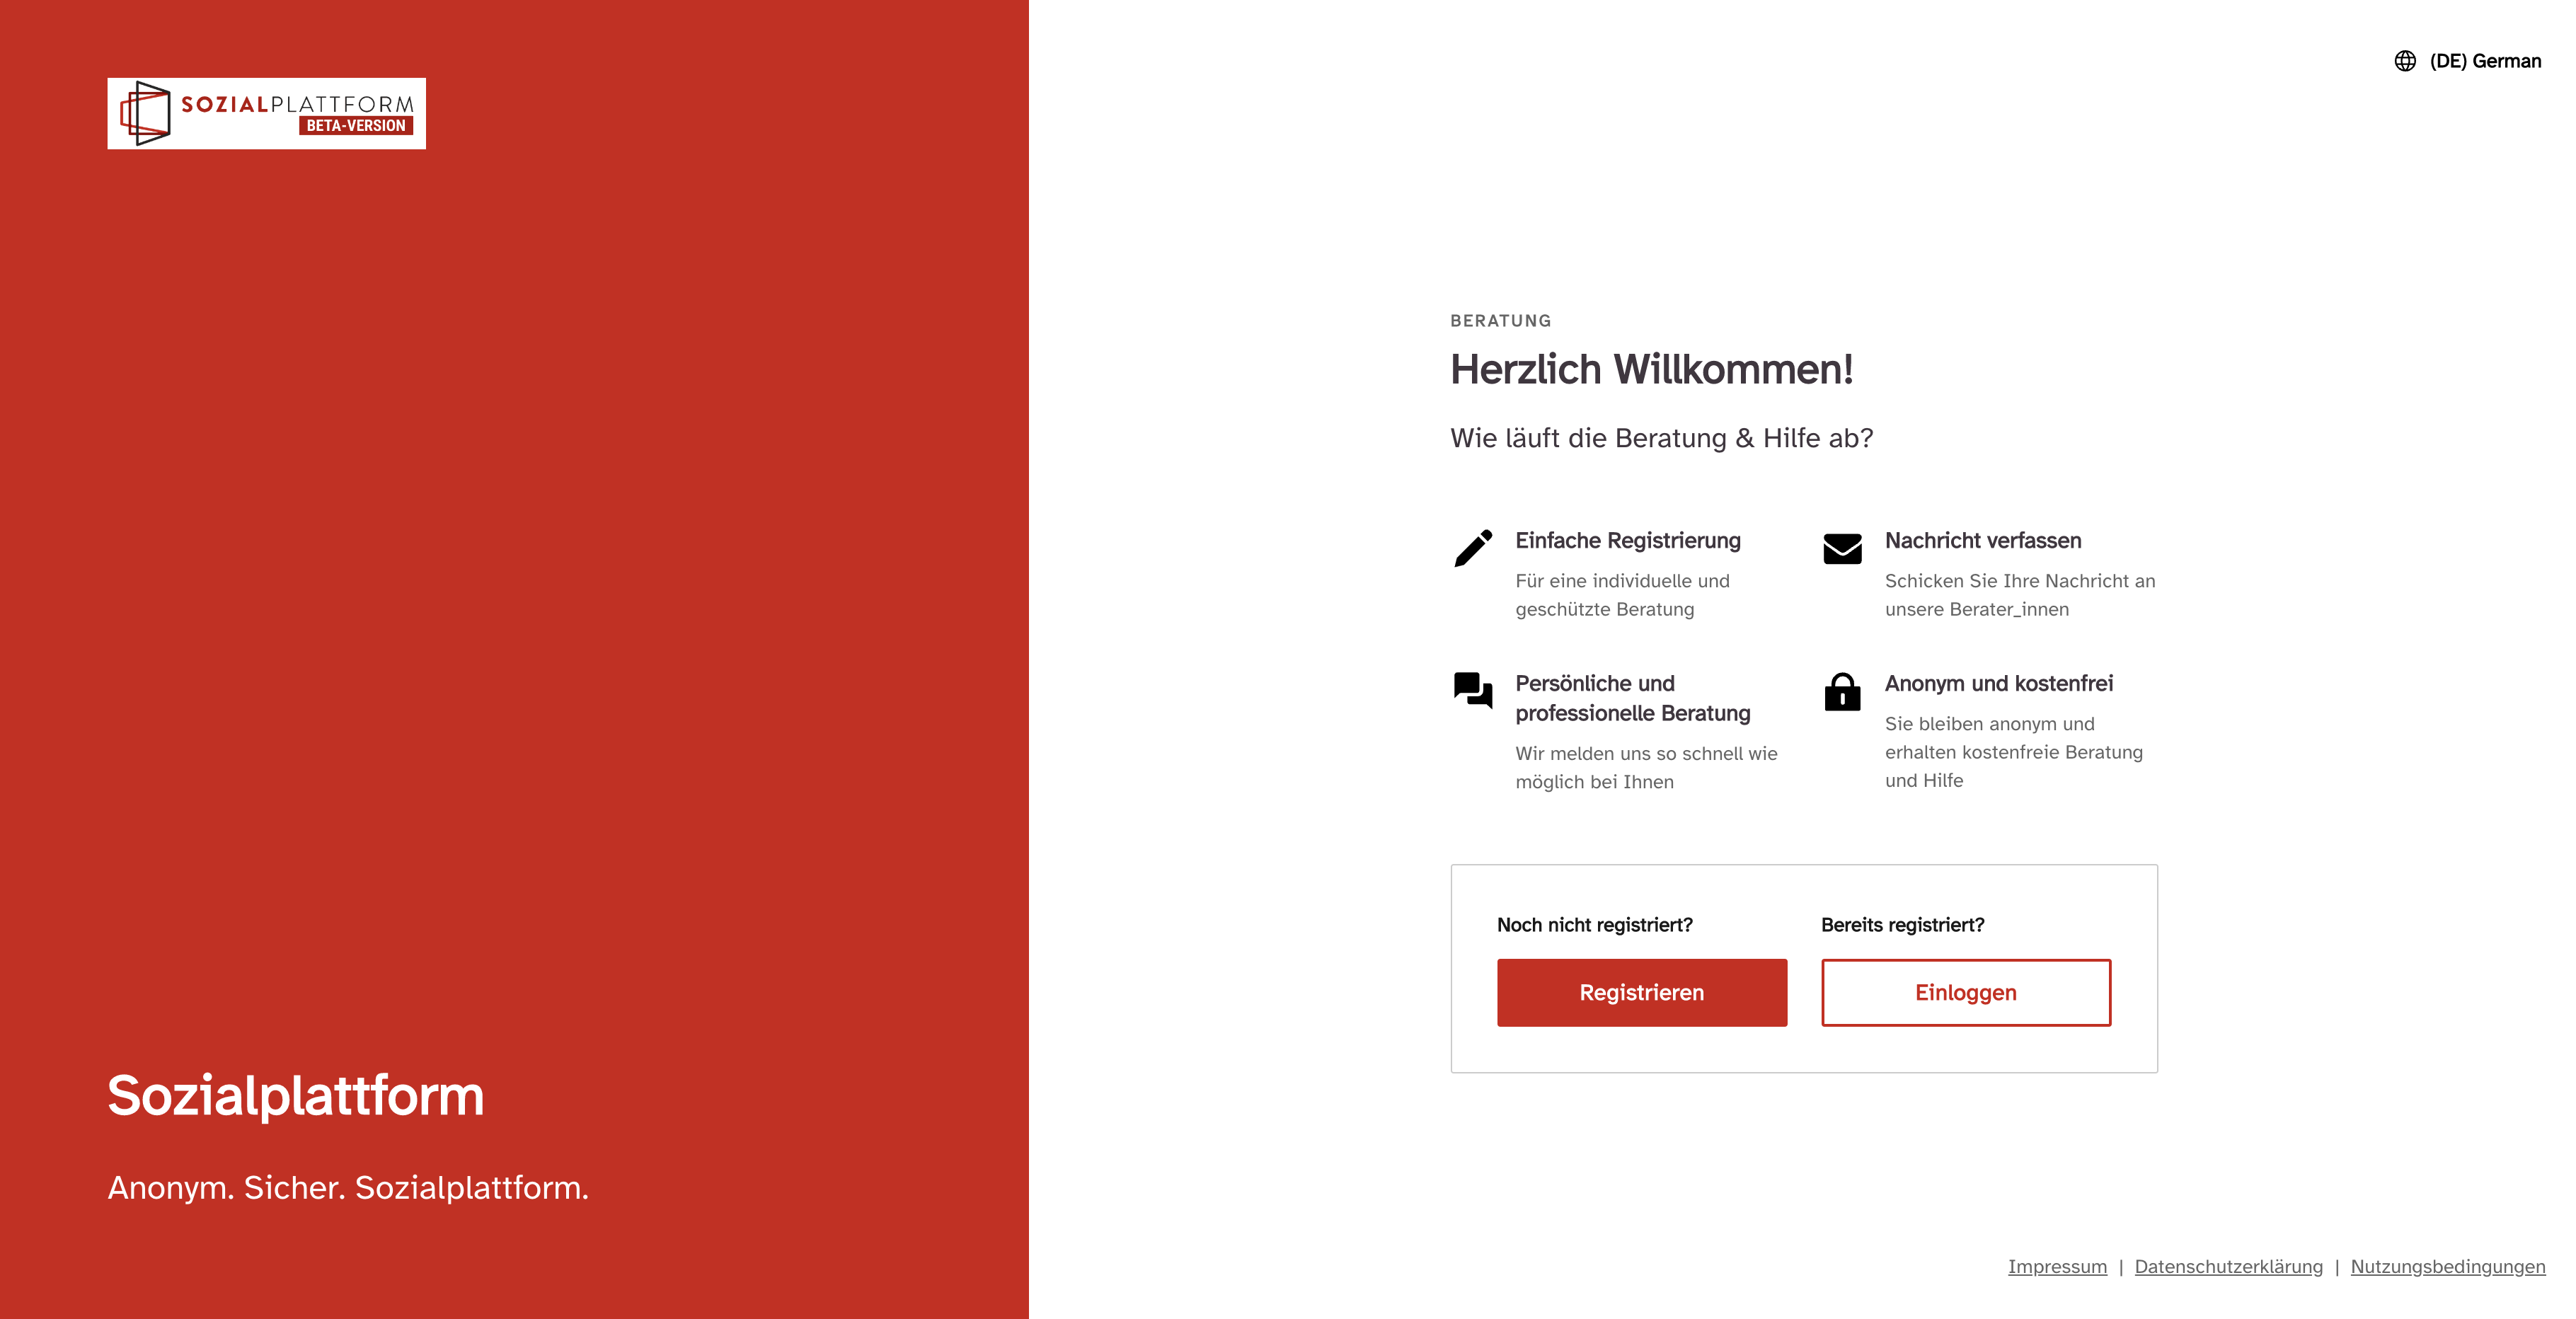 SOZIALPLATTFORM
BETA-VERSION
Sozialplattform
Anonym. Sicher. Sozialplattform.
(DE) German
BERATUNG
Herzlich Willkommen!
Wie läuft die Beratung & Hilfe ab?
Einfache Registrierung
Für eine individuelle und
geschützte Beratung
Nachricht verfassen
Schicken Sie Ihre Nachricht an
unsere Berater_innen
Persönliche und
professionelle Beratung
Wir melden uns so schnell wie
möglich bei Ihnen
Anonym und kostenfrei
Sie bleiben anonym und
erhalten kostenfreie Beratung
und Hilfe
Noch nicht registriert?
Registrieren
Bereits registriert?
Einloggen
Impressum | Datenschutzerklärung | Nutzungsbedingungen